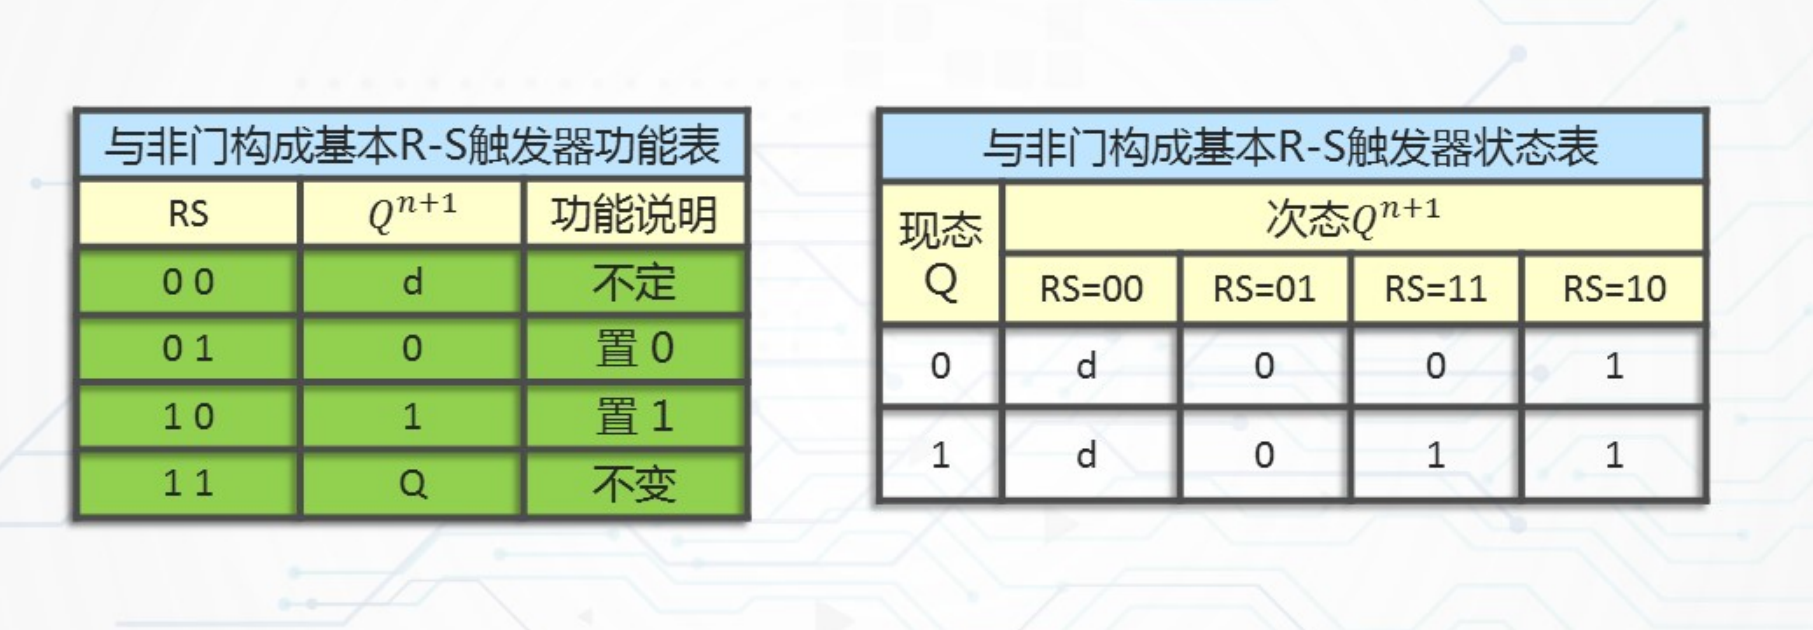 与非门构成基本R-S触发器功能表
RS Qⁿ⁺¹ 功能说明
0 0 d 不定
0 1 0 置 0
1 0 1 置 1
1 1 Q 不变
与非门构成基本R-S触发器状态表
现态 Q 次态Qⁿ⁺¹
RS=00 RS=01 RS=11 RS=10
0 d 0 0 1
1 d 0 1 1